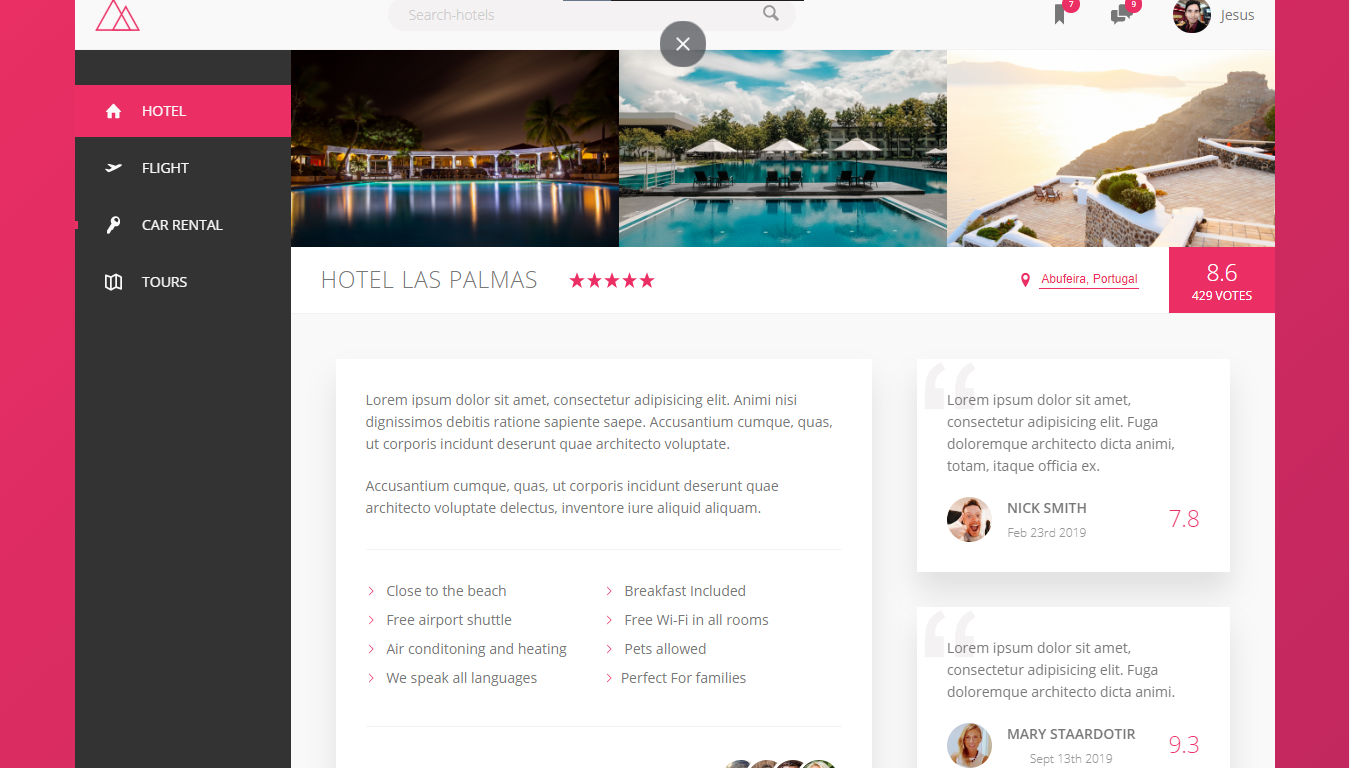 Search-hotels
7
9
Jesus
HOTEL
FLIGHT
CAR RENTAL
TOURS
HOTEL LAS PALMAS
Abufeira, Portugal
8.6
429 VOTES
Lorem ipsum dolor sit amet, consectetur adipisicing elit. Animi nisi
dignissimos debitis ratione sapiente saepe. Accusantium cumque, quas,
ut corporis incidunt deserunt quae architecto voluptate.
Accusantium cumque, quas, ut corporis incidunt deserunt quae
architecto voluptate delectus, inventore iure aliquid aliquam.
Close to the beach
Breakfast Included
Free airport shuttle
Free Wi-Fi in all rooms
Air conditoning and heating
Pets allowed
We speak all languages
Perfect For families
Lorem ipsum dolor sit amet,
consectetur adipisicing elit. Fuga
doloremque architecto dicta animi,
totam, itaque officia ex.
NICK SMITH
Feb 23rd 2019
7.8
Lorem ipsum dolor sit amet,
consectetur adipisicing elit. Fuga
doloremque architecto dicta animi.
MARY STAARDOTIR
Sept 13th 2019
9.3